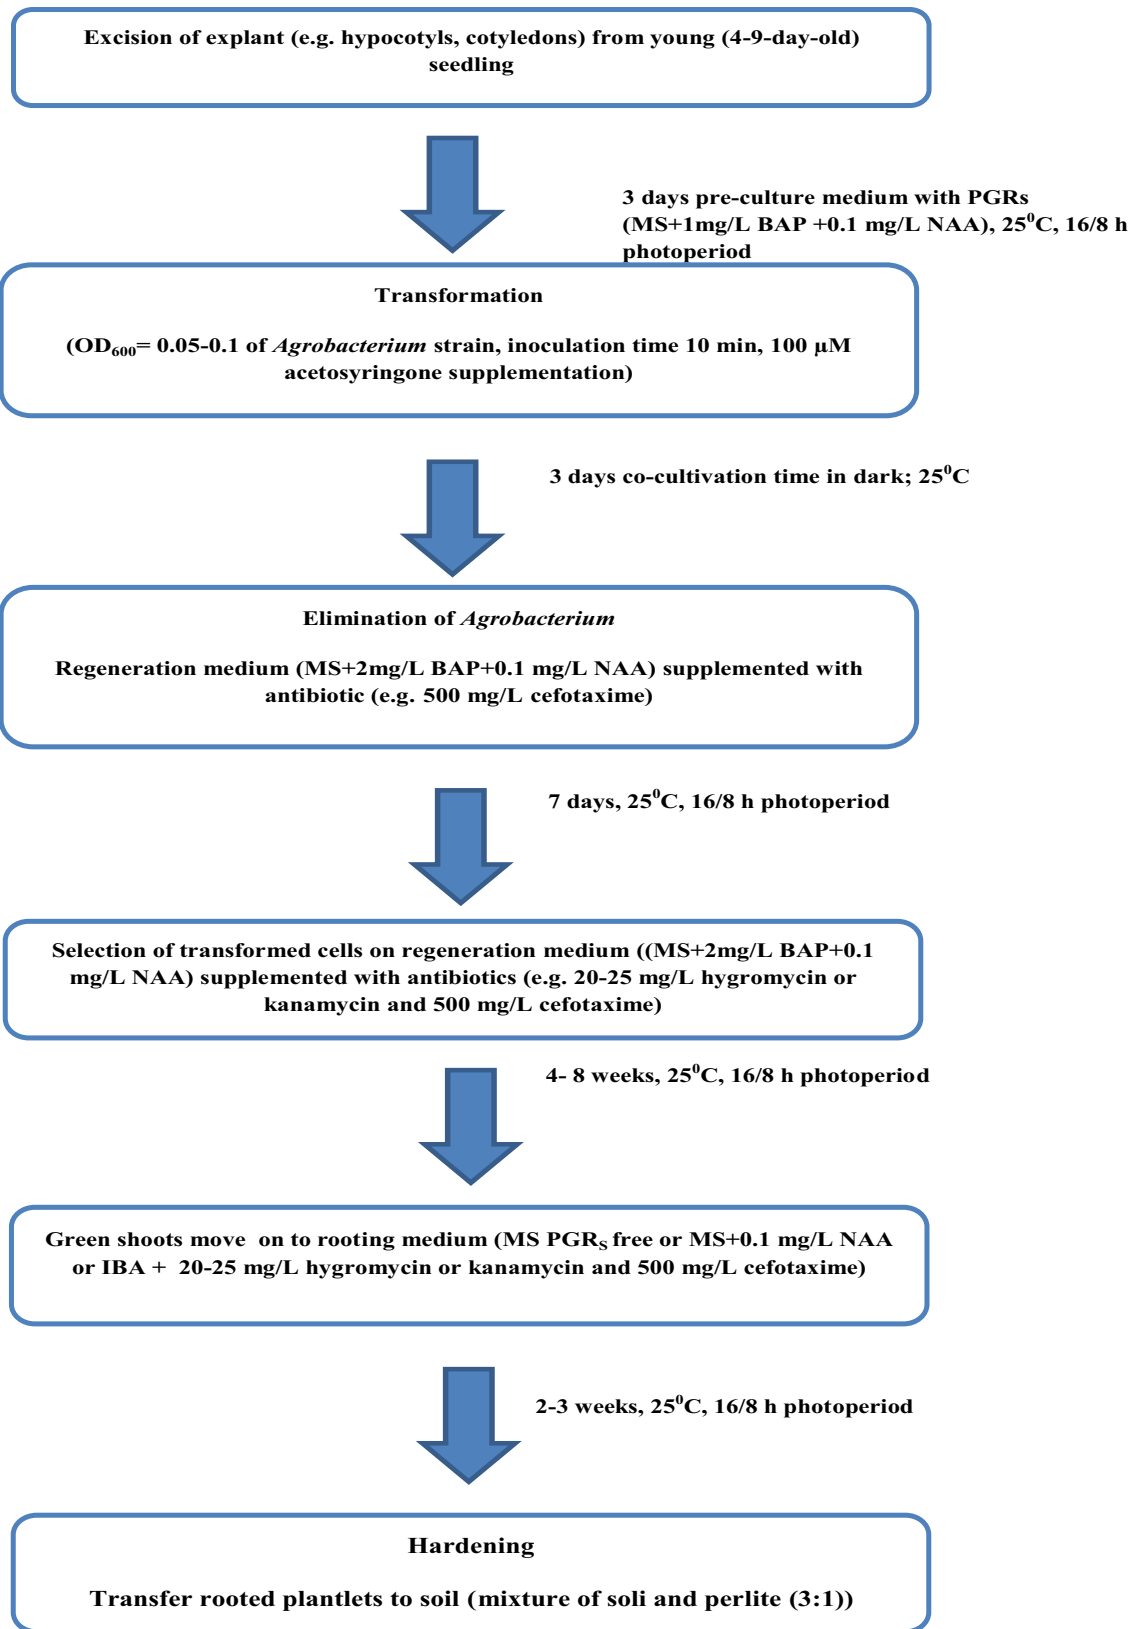 Excision of explant (e.g. hypocotyls, cotyledons) from young (4-9-day-old)
seedling
3 days pre-culture medium with PGRs
(MS+1mg/L BAP +0.1 mg/L NAA), 25⁰C, 16/8 h
photoperiod
Transformation
(OD₆₀₀= 0.05-0.1 of Agrobacterium strain, inoculation time 10 min, 100 µM
acetosyringone supplementation)
3 days co-cultivation time in dark; 25⁰C
Elimination of Agrobacterium
Regeneration medium (MS+2mg/L BAP+0.1 mg/L NAA) supplemented with
antibiotic (e.g. 500 mg/L cefotaxime)
7 days, 25⁰C, 16/8 h photoperiod
Selection of transformed cells on regeneration medium ((MS+2mg/L BAP+0.1
mg/L NAA) supplemented with antibiotics (e.g. 20-25 mg/L hygromycin or
kanamycin and 500 mg/L cefotaxime)
4- 8 weeks, 25⁰C, 16/8 h photoperiod
Green shoots move on to rooting medium (MS PGRS free or MS+0.1 mg/L NAA
or IBA + 20-25 mg/L hygromycin or kanamycin and 500 mg/L cefotaxime)
2-3 weeks, 25⁰C, 16/8 h photoperiod
Hardening
Transfer rooted plantlets to soil (mixture of soli and perlite (3:1))